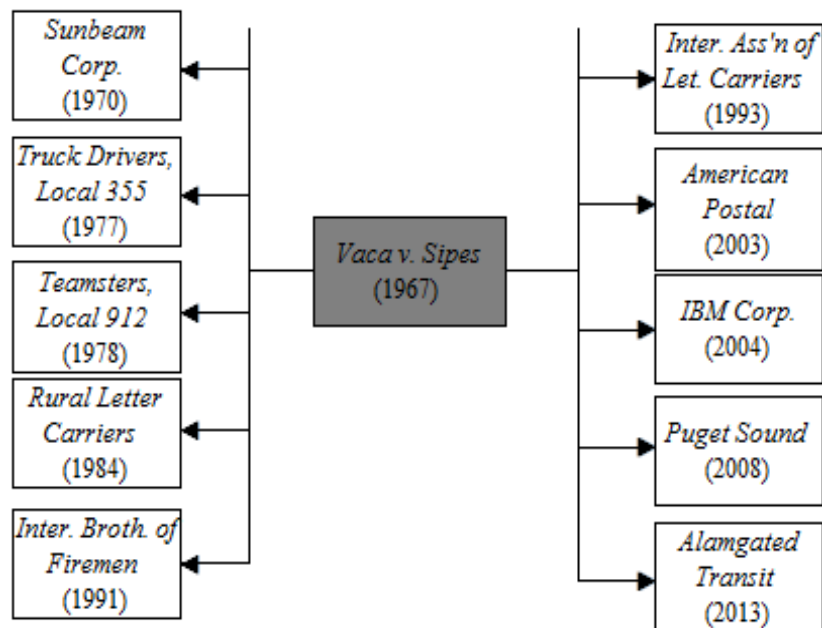 Sunbeam
Corp.
(1970)
Truck Drivers,
Local 355
(1977)
Teamsters,
Local 912
(1978)
Rural Letter
Carriers
(1984)
Inter. Broth. of
Firemen
(1991)
Vaca v. Sipes
(1967)
Inter. Ass'n of
Let. Carriers
(1993)
American
Postal
(2003)
IBM Corp.
(2004)
Puget Sound
(2008)
Alamgated
Transit
(2013)